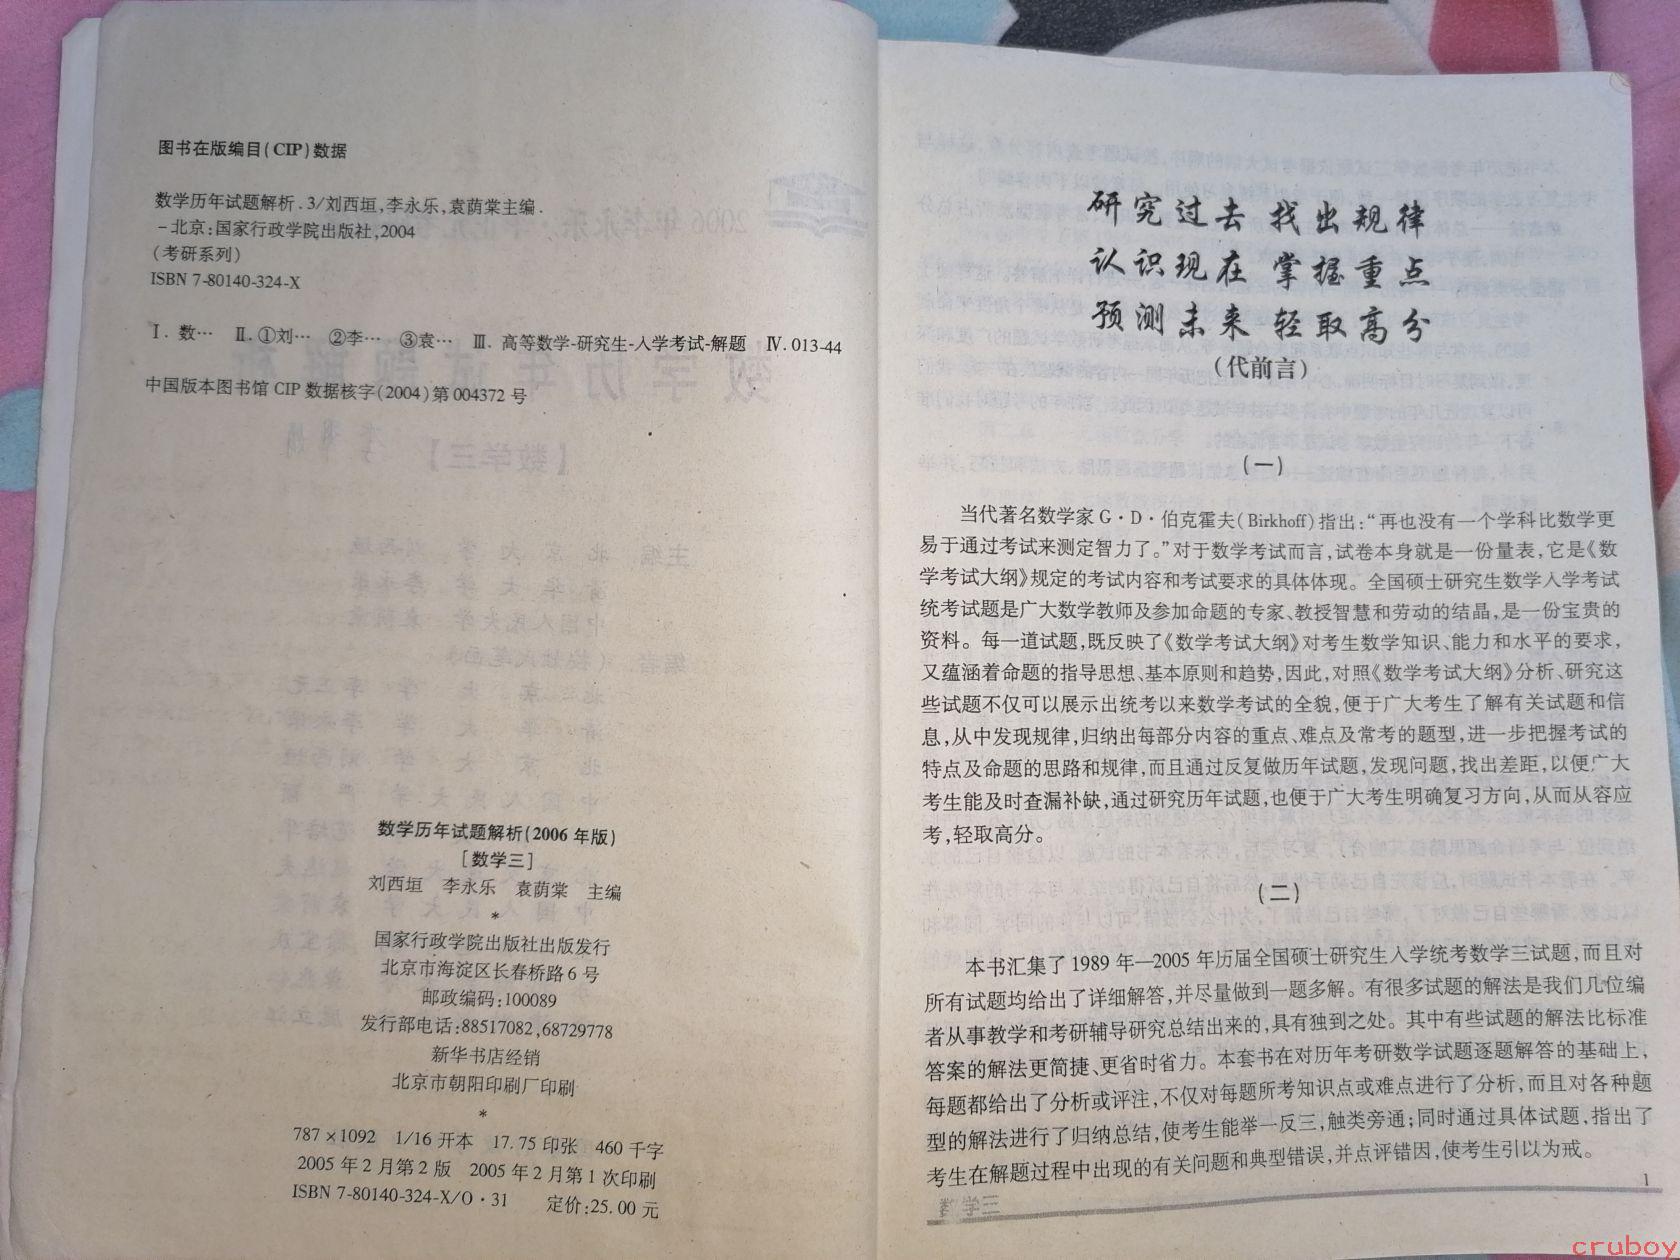 图书在版编目(CIP)数据
数学历年试题解析.3/刘西垣,李永乐,袁荫棠主编.
-北京:国家行政学院出版社,2004
(考研系列)
ISBN 7-80140-324-X
Ⅰ.数… Ⅱ.①刘… ②李… ③袁… Ⅲ.高等数学-研究生-入学考试-解题 Ⅳ.013-44
中国版本图书馆 CIP 数据核字(2004)第 004372 号
数学历年试题解析(2006 年版)
[数学三]
刘西垣 李永乐 袁荫棠 主编
*
国家行政学院出版社出版发行
北京市海淀区长春桥路 6 号
邮政编码:100089
发行部电话:88517082,68729778
新华书店经销
北京市朝阳印刷厂印刷
*
787×1092 1/16 开本 17.75 印张 460 千字
2005 年 2 月第 2 版 2005 年 2 月第 1 次印刷
ISBN 7-80140-324-X/O·31 定价:25.00 元
研究过去 找出规律
认识现在 掌握重点
预测未来 轻取高分
(代前言)
(一)
当代著名数学家 G·D·伯克霍夫(Birkhoff)指出:“再也没有一个学科比数学更
易于通过考试来测定智力了。”对于数学考试而言,试卷本身就是一份量表,它是《数
学考试大纲》规定的考试内容和考试要求的具体体现。全国硕士研究生数学入学考试
统考试题是广大数学教师及参加命题的专家、教授智慧和劳动的结晶,是一份宝贵的
资料。每一道试题,既反映了《数学考试大纲》对考生数学知识、能力和水平的要求,
又蕴涵着命题的指导思想、基本原则和趋势,因此,对照《数学考试大纲》分析、研究这
些试题不仅可以展示出统考以来数学考试的全貌,便于广大考生了解有关试题和信
息,从中发现规律,归纳出每部分内容的重点、难点及常考的题型,进一步把握考试的
特点及命题的思路和规律,而且通过反复做历年试题,发现问题,找出差距,以便广大
考生能及时查漏补缺,通过研究历年试题,也便于广大考生明确复习方向,从而从容应
考,轻取高分。
(二)
本书汇集了 1989 年—2005 年历届全国硕士研究生入学统考数学三试题,而且对
所有试题均给出了详细解答,并尽量做到一题多解。有很多试题的解法是我们几位编
者从事教学和考研辅导研究总结出来的,具有独到之处。其中有些试题的解法比标准
答案的解法更简捷、更省时省力。本套书在对历年考研数学试题逐题解答的基础上,
每题都给出了分析或评注,不仅对每题所考知识点或难点进行了分析,而且对各种题
型的解法进行了归纳总结,使考生能举一反三,触类旁通;同时通过具体试题,指出了
考生在解题过程中出现的有关问题和典型错误,并点评错因,使考生引以为戒。
数学三
1
cruboy